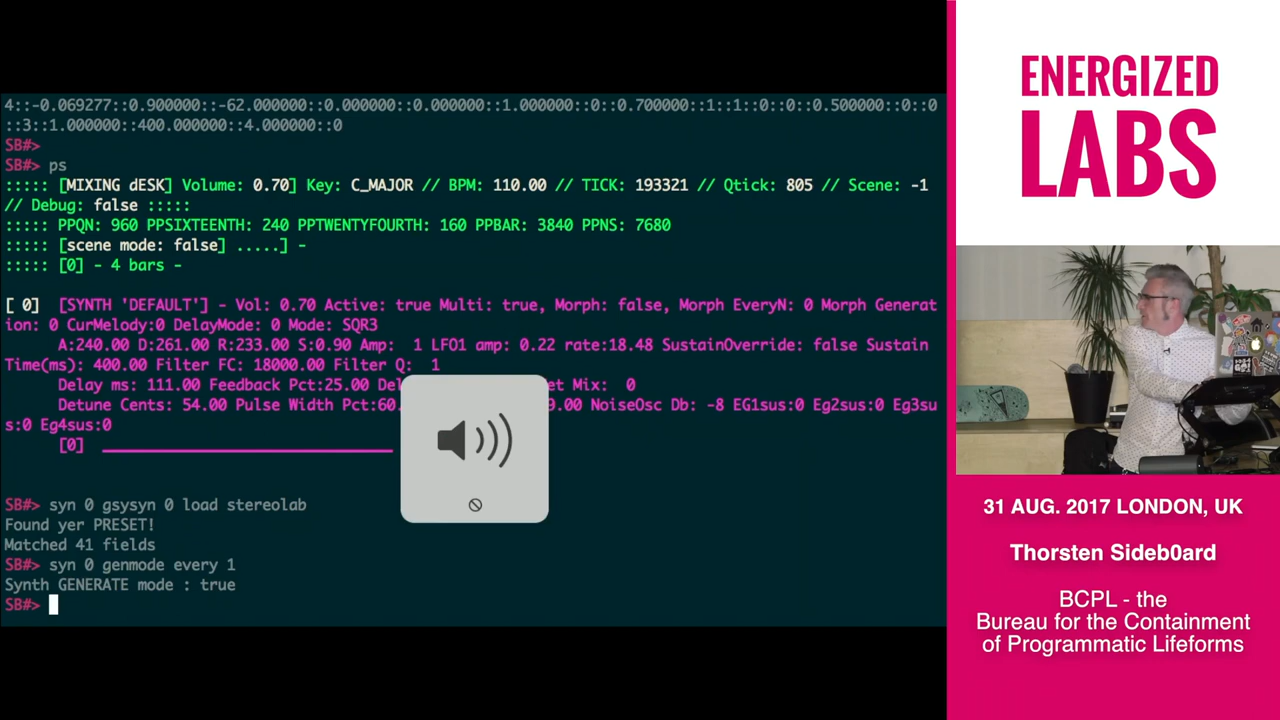 4::-0.069277::0.900000::-62.000000::0.000000::0.000000::1.000000::0::0.700000::1::1::0::0::0.500000::0::0
::3::1.000000::400.000000::4.000000::0
SB#>
SB#> ps
::::: [MIXING dESK] Volume: 0.70] Key: C_MAJOR // BPM: 110.00 // TICK: 193321 // Qtick: 805 // Scene: -1
// Debug: false :::::
::::: PPQN: 960 PPSIXTEENTH: 240 PPTWENTYFOURTH: 160 PPBAR: 3840 PPNS: 7680
::::: [scene mode: false] .....] -
::::: [0] - 4 bars -
[ 0] [SYNTH 'DEFAULT'] - Vol: 0.70 Active: true Multi: true, Morph: false, Morph EveryN: 0 Morph Generat
ion: 0 CurMelody:0 DelayMode: 0 Mode: SQR3
A:240.00 D:261.00 R:233.00 S:0.90 Amp: 1 LFO1 amp: 0.22 rate:18.48 SustainOverride: false Sustain
Time(ms): 400.00 Filter FC: 18000.00 Filter Q: 1
Delay ms: 111.00 Feedback Pct:25.00 De et Mix: 0
Detune Cents: 54.00 Pulse Width Pct:60. .00 NoiseOsc Db: -8 EG1sus:0 Eg2sus:0 Eg3su
s:0 Eg4sus:0
[0]
SB#> syn 0 gsysyn 0 load stereolab
Found yer PRESET!
Matched 41 fields
SB#> syn 0 genmode every 1
Synth GENERATE mode : true
SB#>
ENERGIZED
LABS
31 AUG. 2017 LONDON, UK
Thorsten Sideb0ard
BCPL - the
Bureau for the Containment
of Programmatic Lifeforms